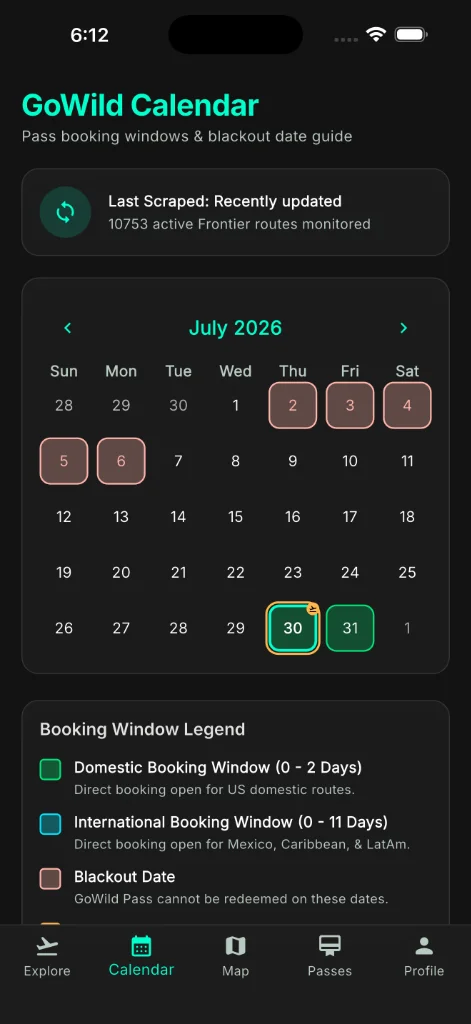 6:12
GoWild Calendar
Pass booking windows & blackout date guide
Last Scraped: Recently updated
10753 active Frontier routes monitored
July 2026
Sun Mon Tue Wed Thu Fri Sat
28 29 30 1 2 3 4
5 6 7 8 9 10 11
12 13 14 15 16 17 18
19 20 21 22 23 24 25
26 27 28 29 30 31 1
Booking Window Legend
Domestic Booking Window (0 - 2 Days)
Direct booking open for US domestic routes.
International Booking Window (0 - 11 Days)
Direct booking open for Mexico, Caribbean, & LatAm.
Blackout Date
GoWild Pass cannot be redeemed on these dates.
Explore Calendar Map Passes Profile